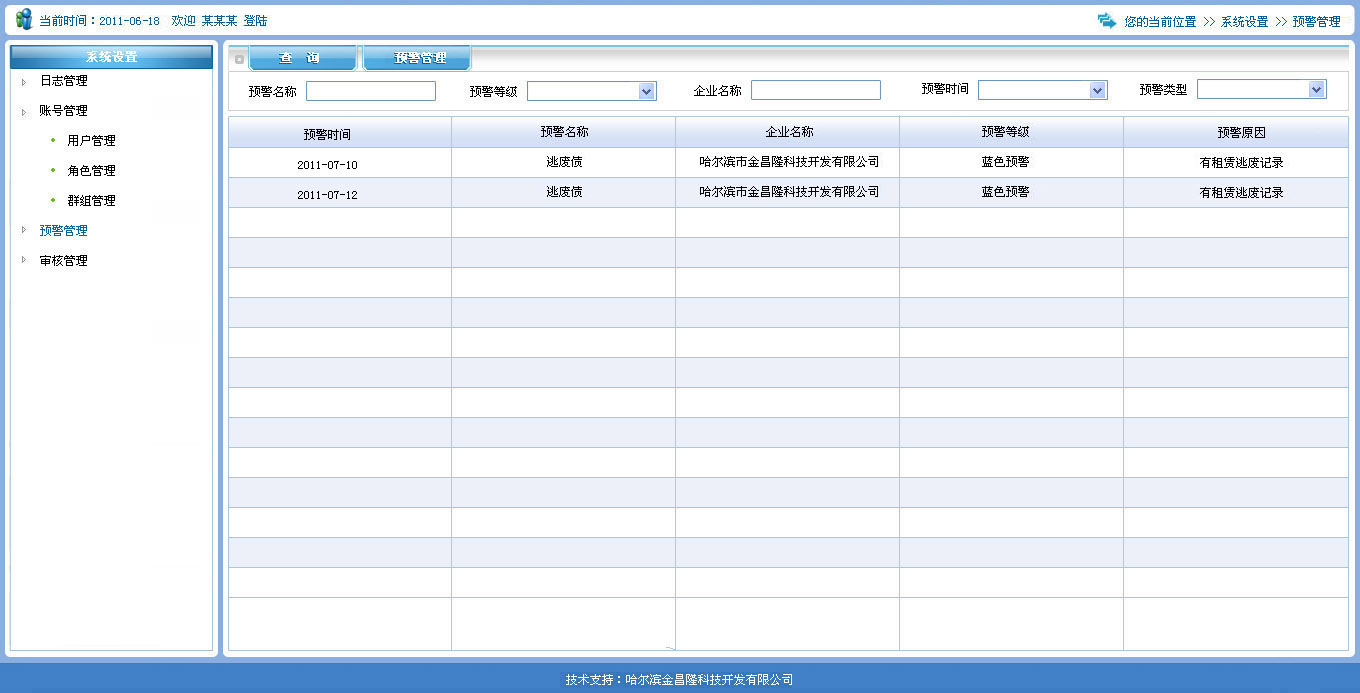 当前时间：2011-06-18 欢迎 某某某 登陆
您的当前位置 >> 系统设置 >> 预警管理
系统设置
日志管理
账号管理
用户管理
角色管理
群组管理
预警管理
审核管理
查 询 预警管理
预警名称 预警等级 企业名称 预警时间 预警类型
预警时间 预警名称 企业名称 预警等级 预警原因
2011-07-10 逃废债 哈尔滨市金昌隆科技开发有限公司 蓝色预警 有租赁逃废记录
2011-07-12 逃废债 哈尔滨市金昌隆科技开发有限公司 蓝色预警 有租赁逃废记录
技术支持：哈尔滨金昌隆科技开发有限公司